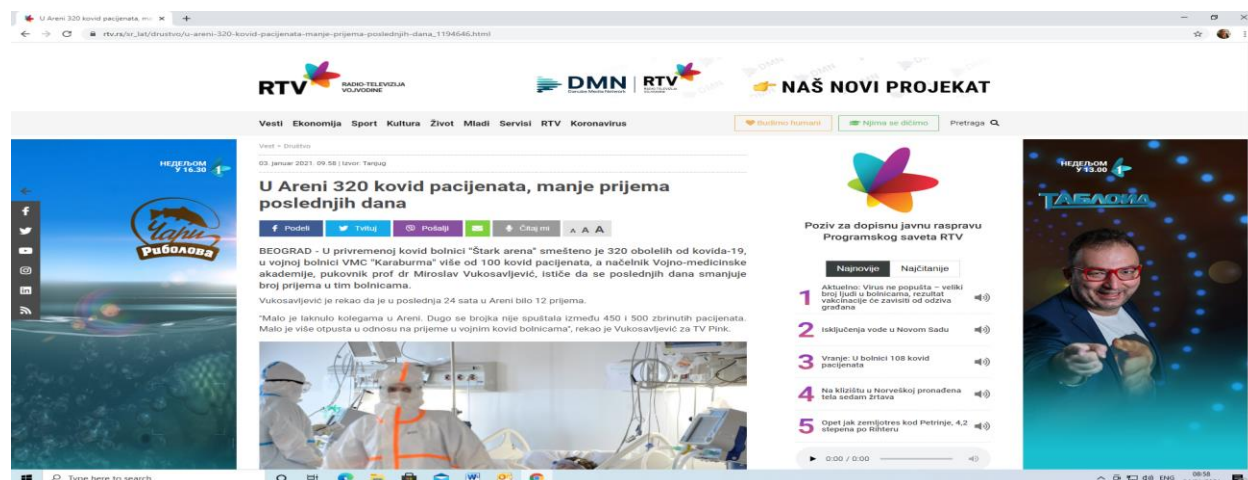 U Areni 320 kovid pacijenata, ma
rtv.rs/sr_lat/drustvo/u-areni-320-kovid-pacijenata-manje-prijema-poslednjih-dana_1194646.html
RTV
RADIO-TELEVIZIJA
VOJVODINE
DMN
RTV
NAŠ NOVI PROJEKAT
Vesti Ekonomija Sport Kultura Život Mladi Servisi RTV Koronavirus
Budimo humani
Njima se dičimo
Pretraga
Vesti
Društvo
03. januar 2021. 09.58 | Izvor: Tanjug
U Areni 320 kovid pacijenata, manje prijema
poslednjih dana
Podeli
Tvituj
Pošalji
Čitaj mi
A A A
BEOGRAD - U privremenoj kovid bolnici "Štark arena" smešteno je 320 obolelih od kovida-19,
u vojnoj bolnici VMC "Karaburma" više od 100 kovid pacijenata, a načelnik Vojno-medicinske
akademije, pukovnik prof dr Miroslav Vukosavljević, ističe da se poslednjih dana smanjuje
broj prijema u tim bolnicama.
Vukosavljević je rekao da je u poslednja 24 sata u Areni bilo 12 prijema.
"Malo je laknulo kolegama u Areni. Dugo se brojka nije spuštala između 450 i 500 zbrinutih pacijenata.
Malo je više otpusta u odnosu na prijeme u vojnim kovid bolnicama", rekao je Vukosavljević za TV Pink.
НЕДЕЉОМ
У 16.30
1
Чари
Риболова
Poziv za dopisnu javnu raspravu
Programskog saveta RTV
Najnovije
Najčitanije
1
Aktuelno: Virus ne popušta – veliki
broj ljudi u bolnicama, rezultat
vakcinacije će zavisiti od odziva
građana
2
Isključenja vode u Novom Sadu
3
Vranje: U bolnici 108 kovid
pacijenata
4
Na klizištu u Norveškoj pronađena
tela sedam žrtava
5
Opet jak zemljotres kod Petrinje, 4,2
stepena po Rihteru
0:00 / 0:00
НЕДЕЉОМ
У 13.00
1
ТАБЛОИД
Type here to search
ENG
08:58